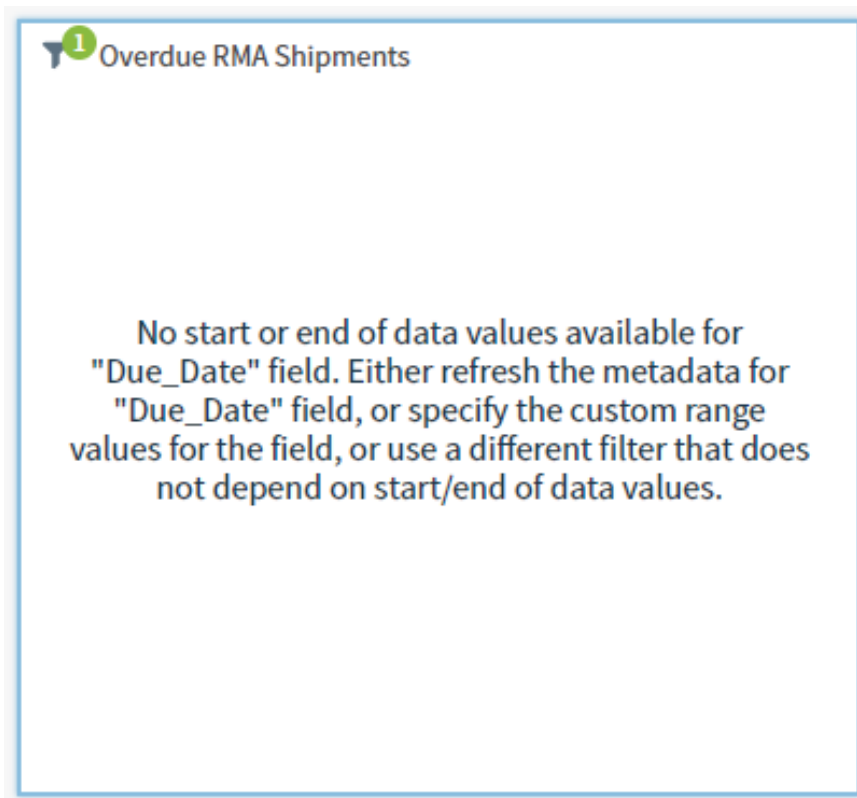 1
Overdue RMA Shipments
No start or end of data values available for
"Due_Date" field. Either refresh the metadata for
"Due_Date" field, or specify the custom range
values for the field, or use a different filter that does
not depend on start/end of data values.